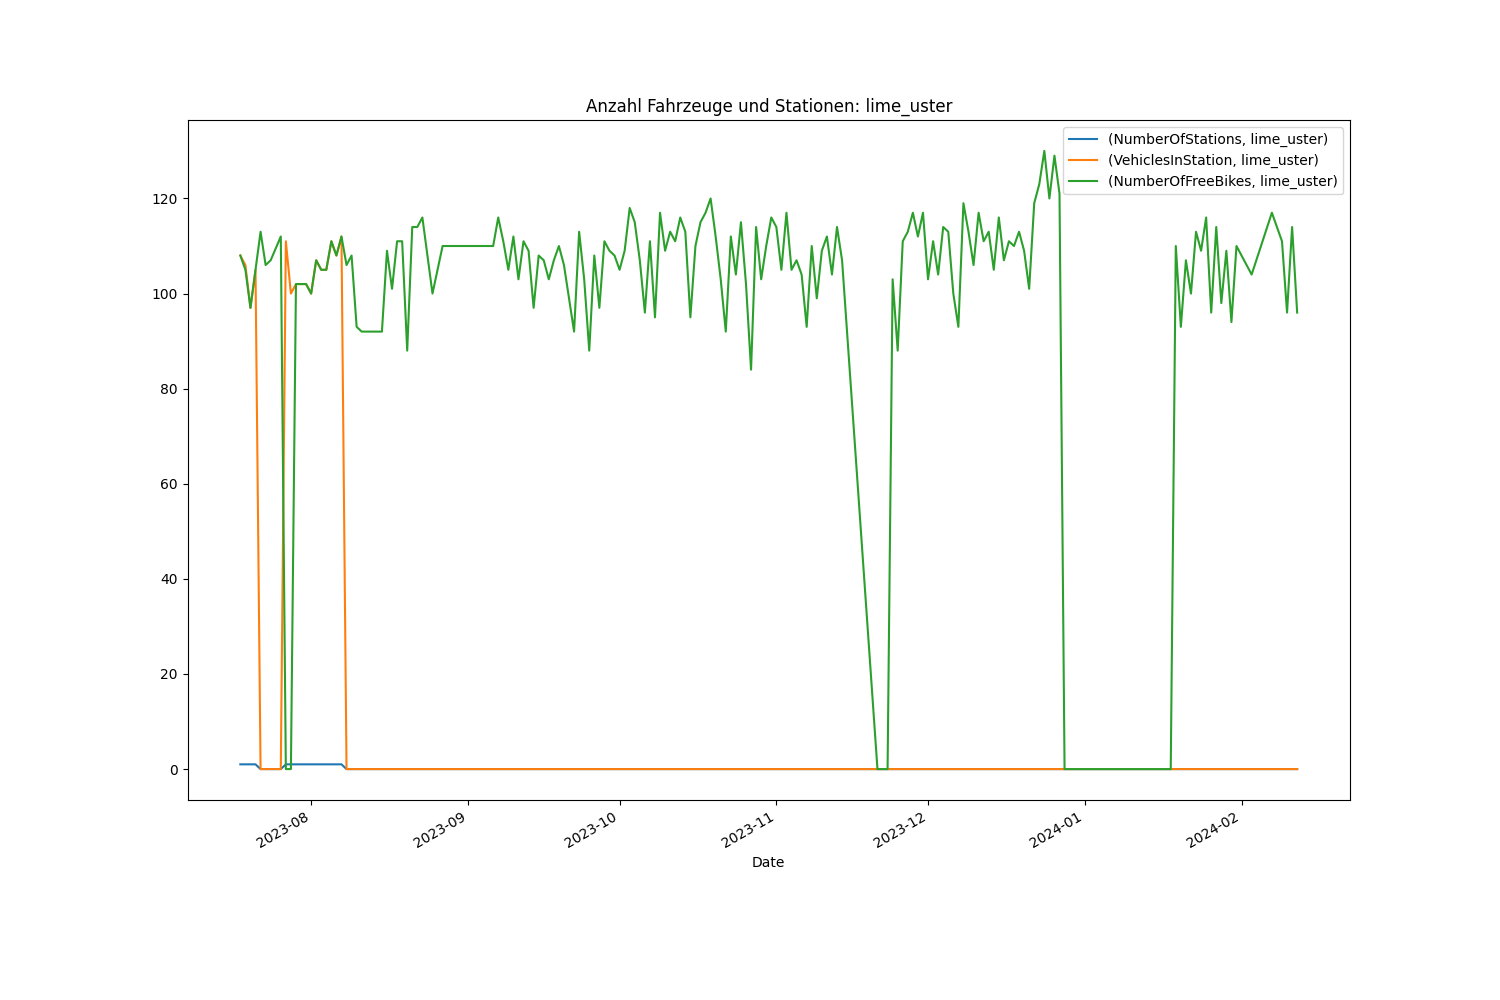 Anzahl Fahrzeuge und Stationen: lime_uster
(NumberOfStations, lime_uster)
(VehiclesInStation, lime_uster)
(NumberOfFreeBikes, lime_uster)
120
100
80
60
40
20
0
2023-08
2023-09
2023-10
2023-11
2023-12
2024-01
2024-02
Date